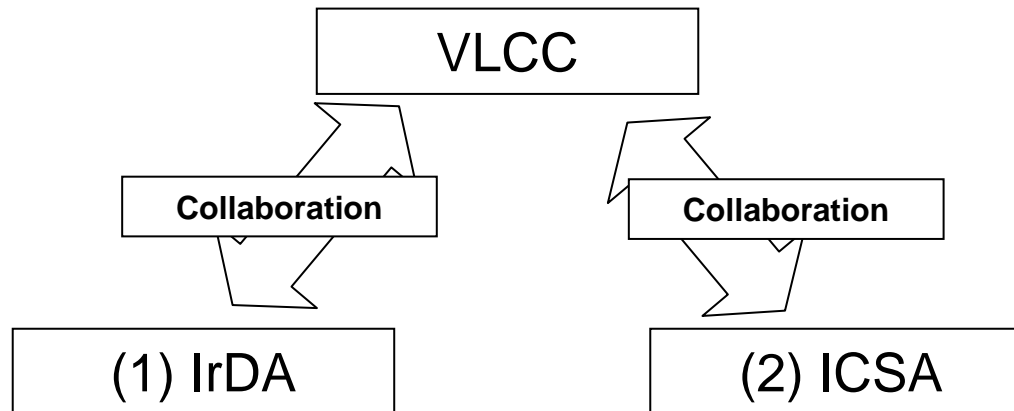 VLCC
Collaboration
Collaboration
(1) IrDA
(2) ICSA